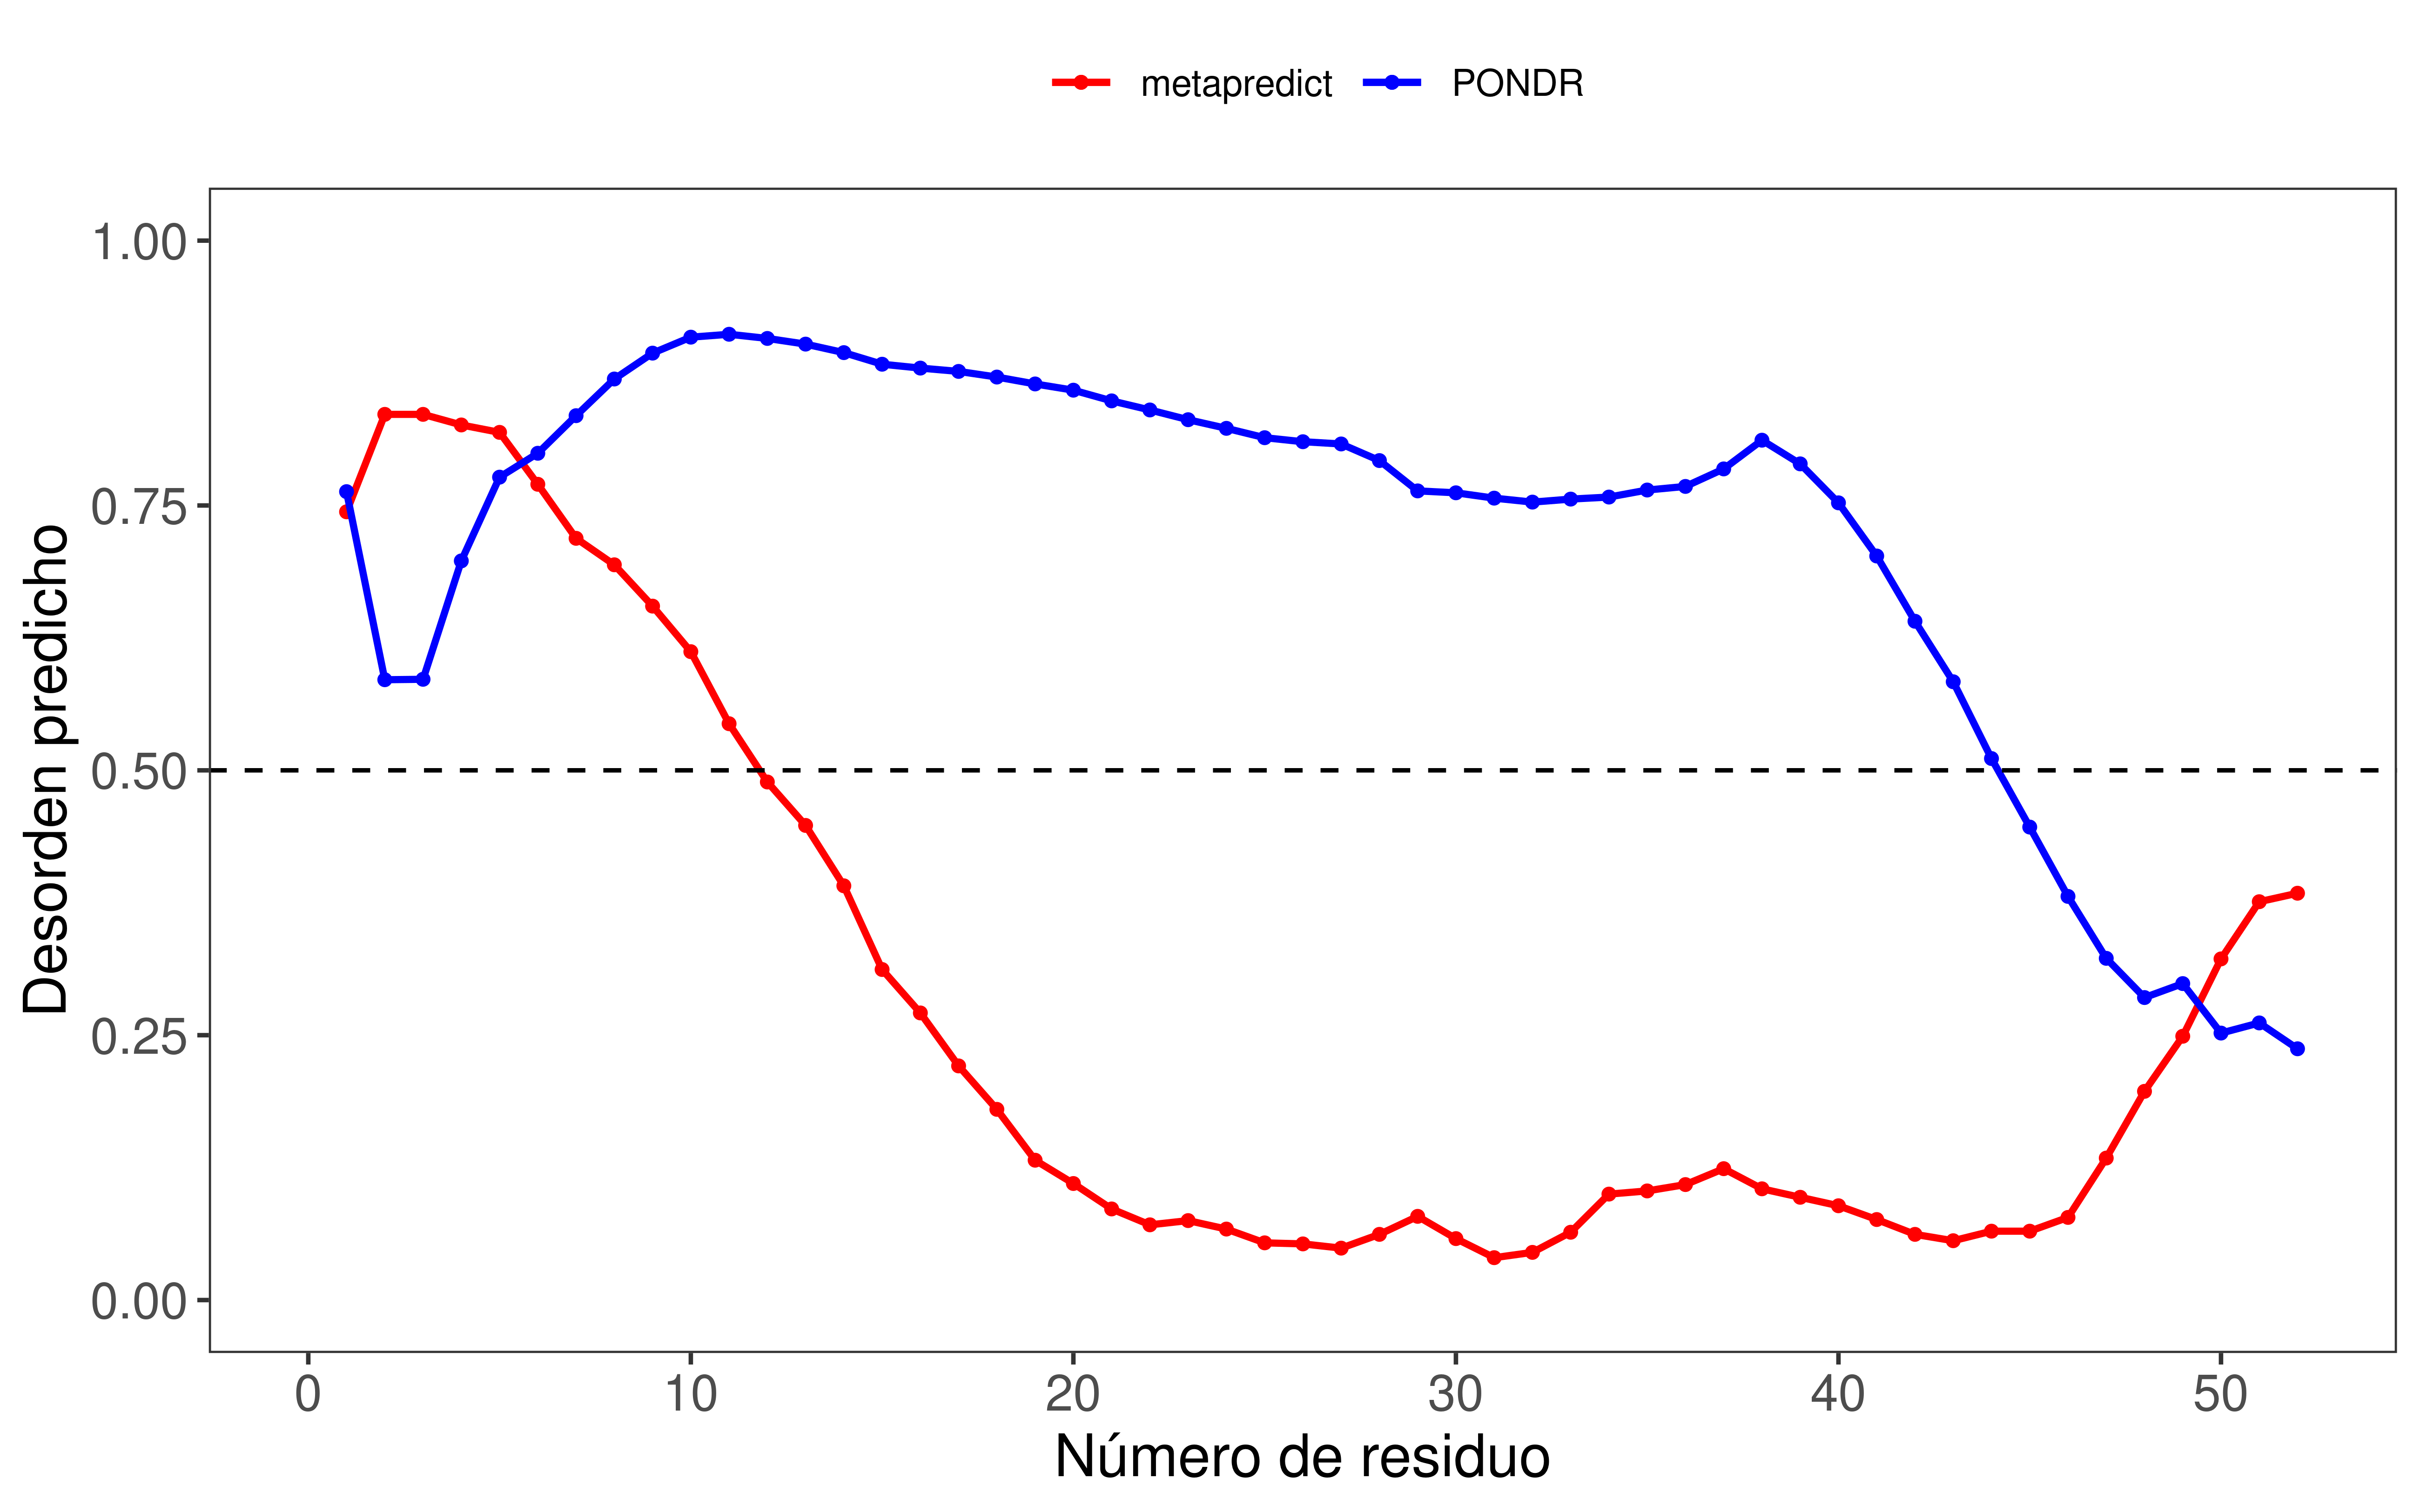 metapredict PONDR
1.00
0.75
0.50
0.25
0.00
Desorden predicho
0 10 20 30 40 50
Número de residuo